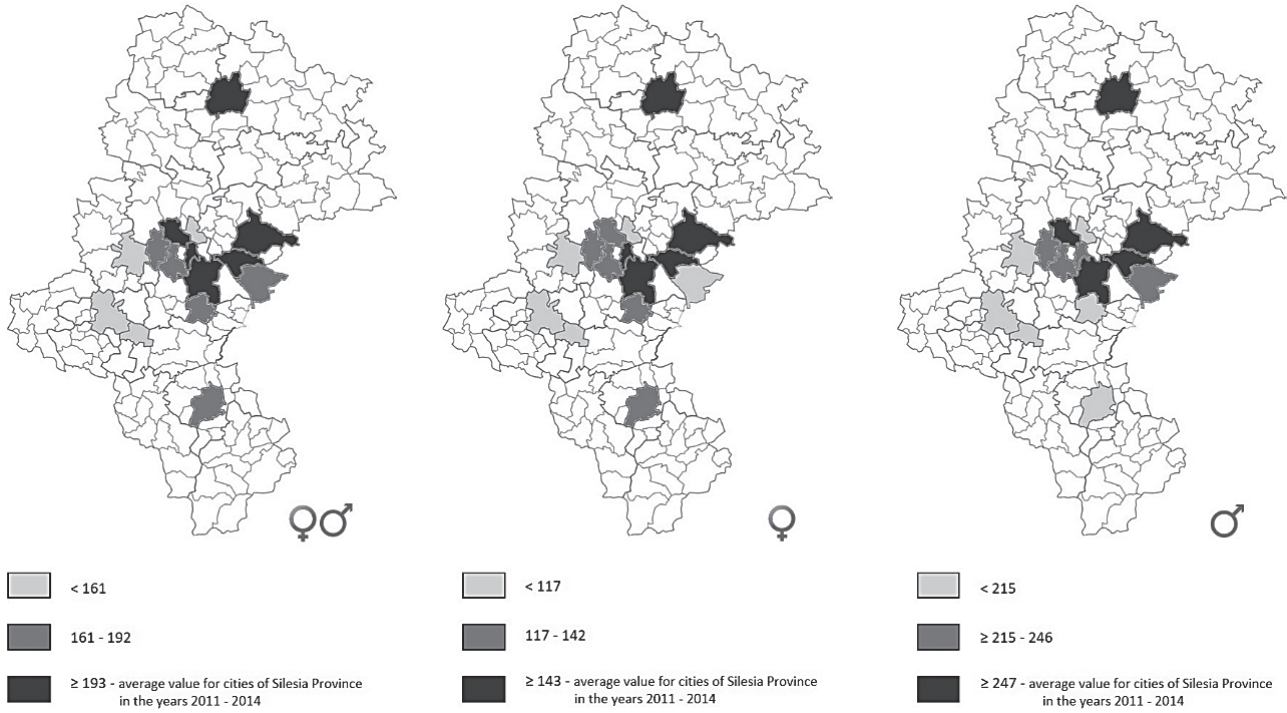 ♀♂
♀
♂
< 161
161 - 192
≥ 193 - average value for cities of Silesia Province
in the years 2011 - 2014
< 117
117 - 142
≥ 143 - average value for cities of Silesia Province
in the years 2011 - 2014
< 215
≥ 215 - 246
≥ 247 - average value for cities of Silesia Province
in the years 2011 - 2014